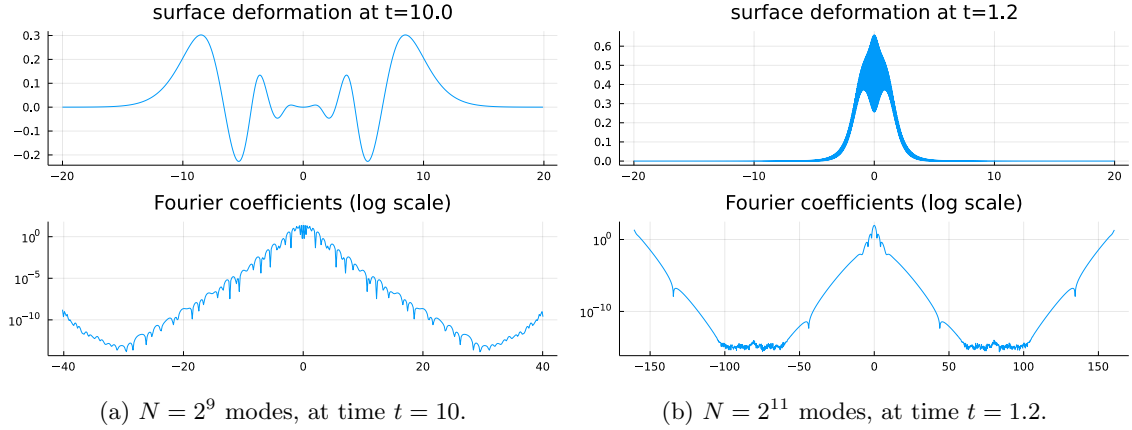 surface deformation at t=10.0
0.3
0.2
0.1
0.0
−0.1
−0.2
−20 −10 0 10 20
Fourier coefficients (log scale)
10^0
10^−5
10^−10
−40 −20 0 20 40
(a) N = 2^9 modes, at time t = 10.
surface deformation at t=1.2
0.6
0.5
0.4
0.3
0.2
0.1
0.0
−20 −10 0 10 20
Fourier coefficients (log scale)
10^0
10^−10
−150 −100 −50 0 50 100 150
(b) N = 2^11 modes, at time t = 1.2.